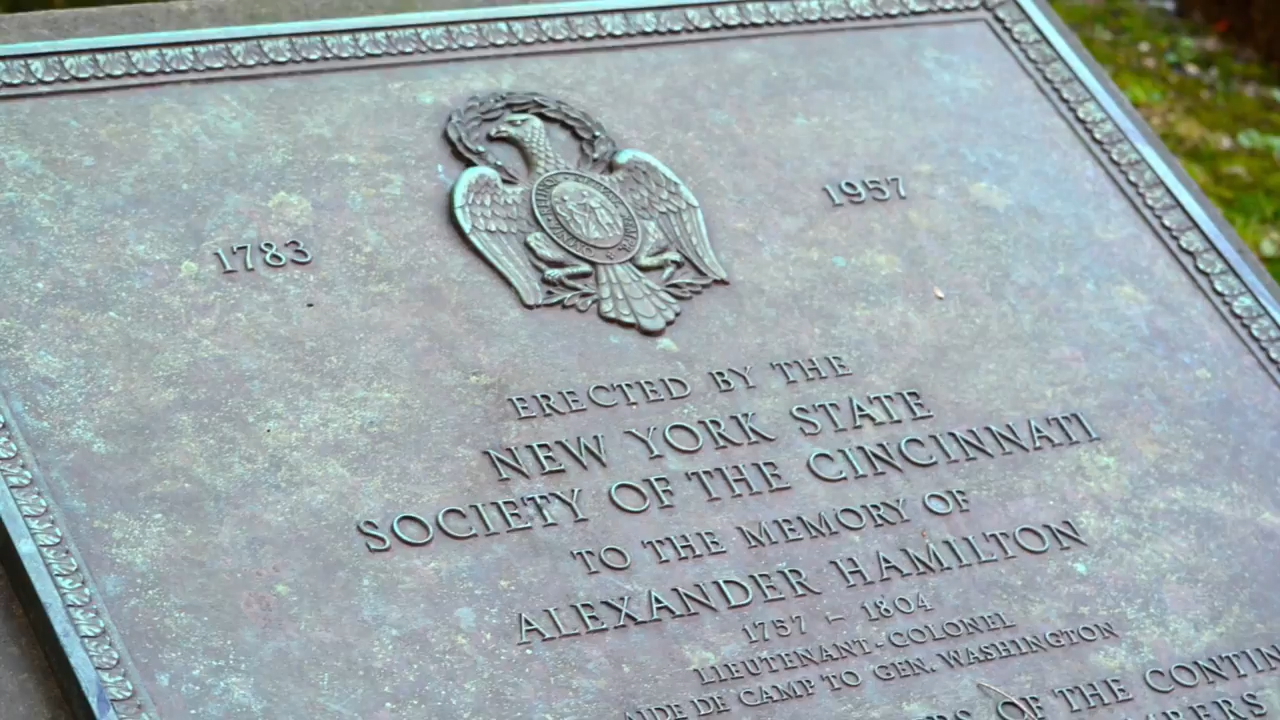 1783
1957
ERECTED BY THE
NEW YORK STATE
SOCIETY OF THE CINCINNATI
TO THE MEMORY OF
ALEXANDER HAMILTON
1757 – 1804
LIEUTENANT-COLONEL
AIDE DE CAMP TO GEN. WASHINGTON
OF THE CONTIN